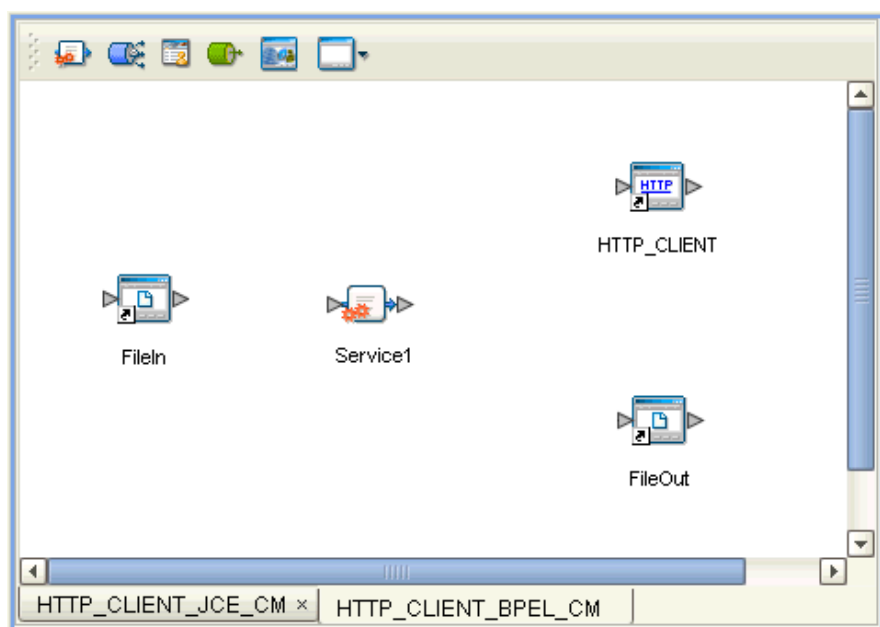 HTTP
HTTP_CLIENT
FileIn
Service1
FileOut
HTTP_CLIENT_JCE_CM ×
HTTP_CLIENT_BPEL_CM